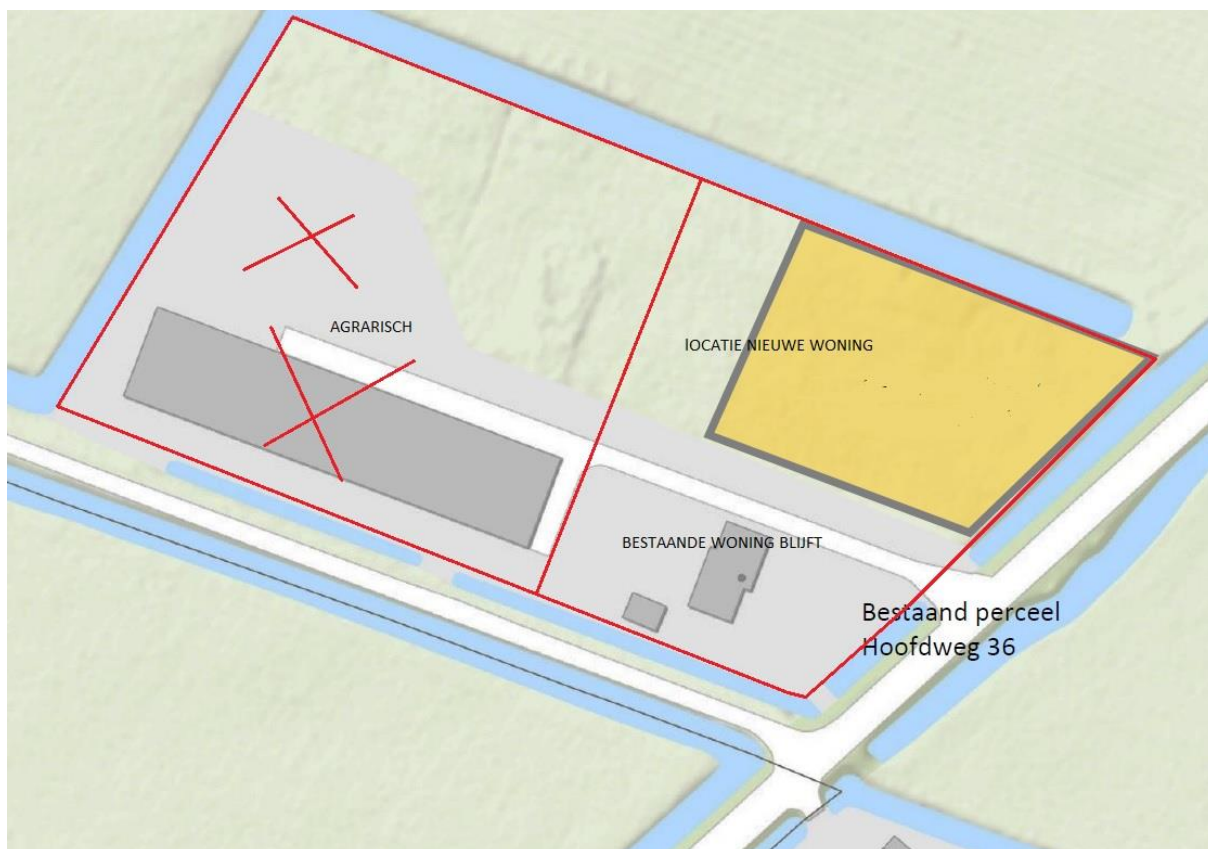 AGRARISCH
lOCATIE NIEUWE WONING
BESTAANDE WONING BLIJFT
Bestaand perceel
Hoofdweg 36